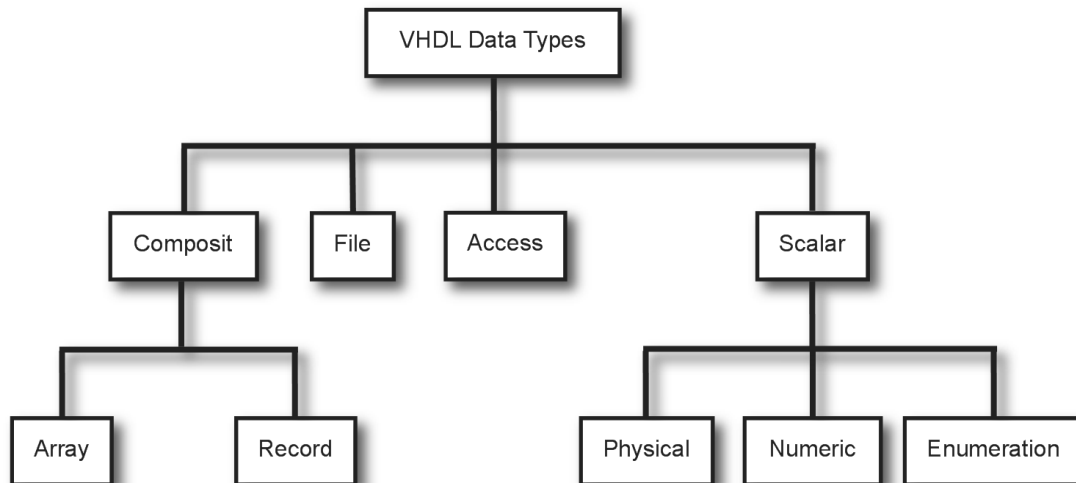 VHDL Data Types
Composit
File
Access
Scalar
Array
Record
Physical
Numeric
Enumeration